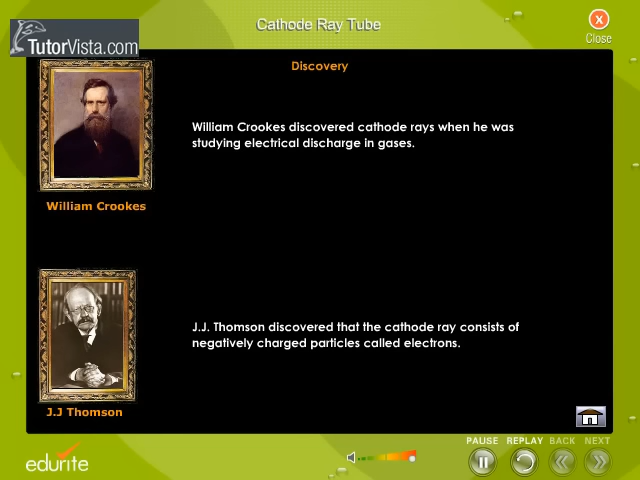 Cathode Ray Tube
X
Close
TutorVista.com
Discovery
William Crookes discovered cathode rays when he was
studying electrical discharge in gases.
William Crookes
J.J. Thomson discovered that the cathode ray consists of
negatively charged particles called electrons.
J.J Thomson
PAUSE REPLAY BACK NEXT
edurite